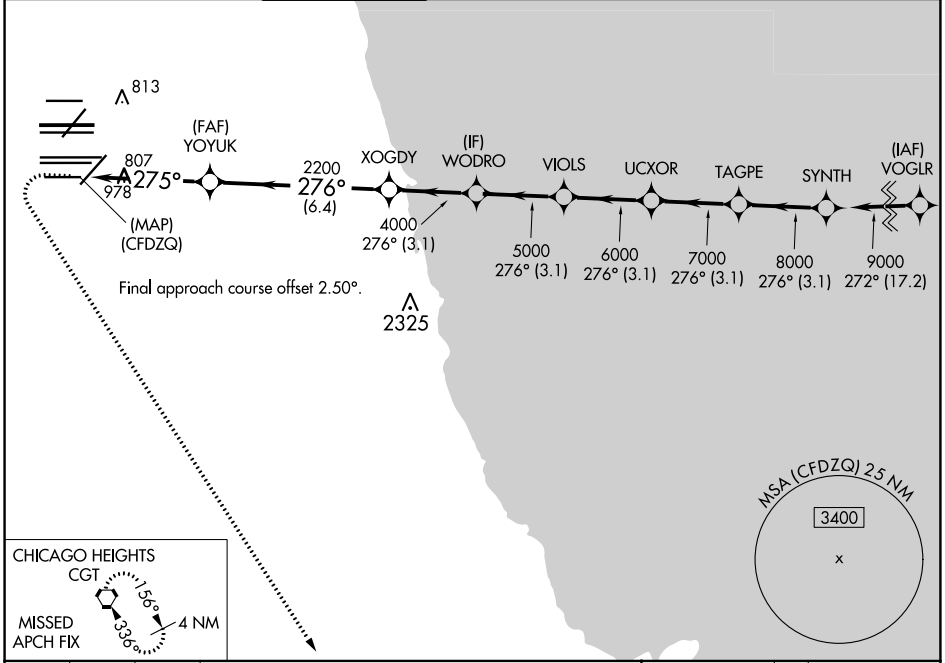 813
(FAF)
YOYUK
807
978
275°
(MAP)
(CFDZQ)
2200
276°
(6.4)
XOGDY
4000
276° (3.1)
(IF)
WODRO
5000
276° (3.1)
VIOLS
6000
276° (3.1)
UCXOR
7000
276° (3.1)
TAGPE
8000
276° (3.1)
SYNTH
9000
272° (17.2)
(IAF)
VOGLR
Final approach course offset 2.50°.
2325
MSA (CFDZQ) 25 NM
3400
x
CHICAGO HEIGHTS
CGT
156°
336°
4 NM
MISSED
APCH FIX